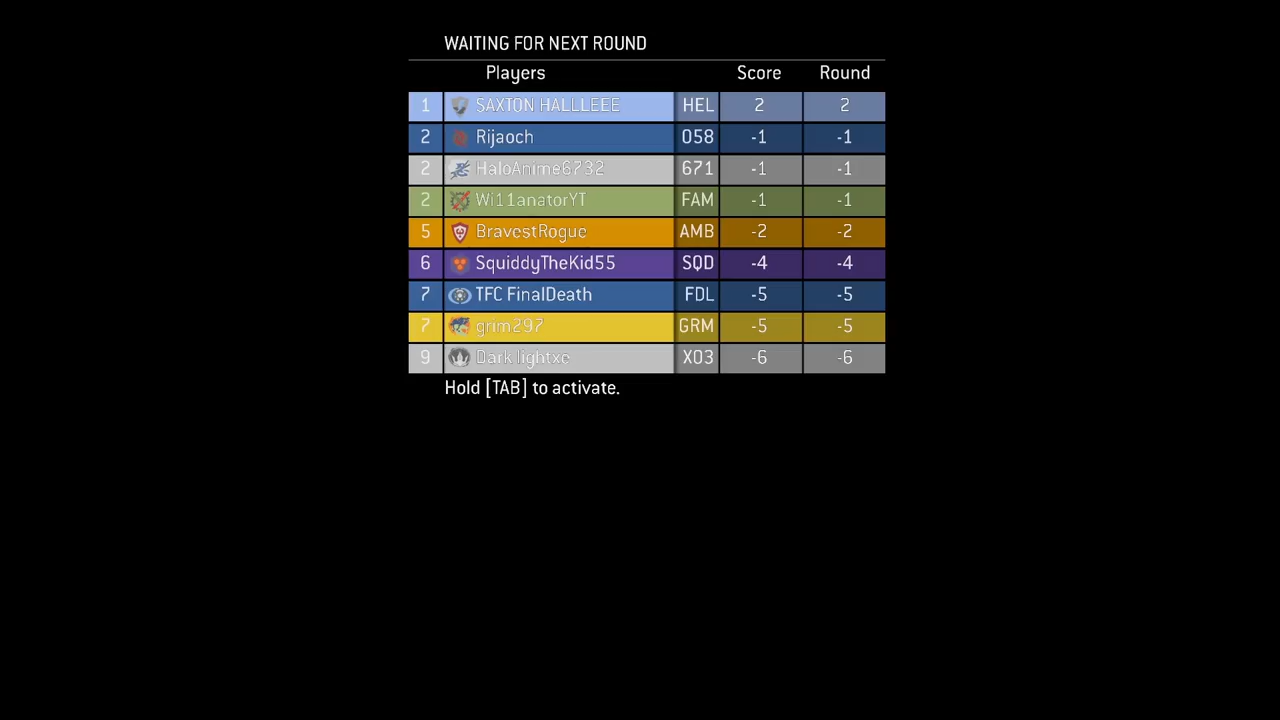 WAITING FOR NEXT ROUND
Players Score Round
1 SAXTON HALLLEEE HEL 2 2
2 Rijaoch 058 -1 -1
2 HaloAnime6732 671 -1 -1
2 Wi11anatorYT FAM -1 -1
5 BravestRogue AMB -2 -2
6 SquiddyTheKid55 SQD -4 -4
7 TFC FinalDeath FDL -5 -5
7 grim297 GRM -5 -5
9 Dark lightxe X03 -6 -6
Hold [TAB] to activate.